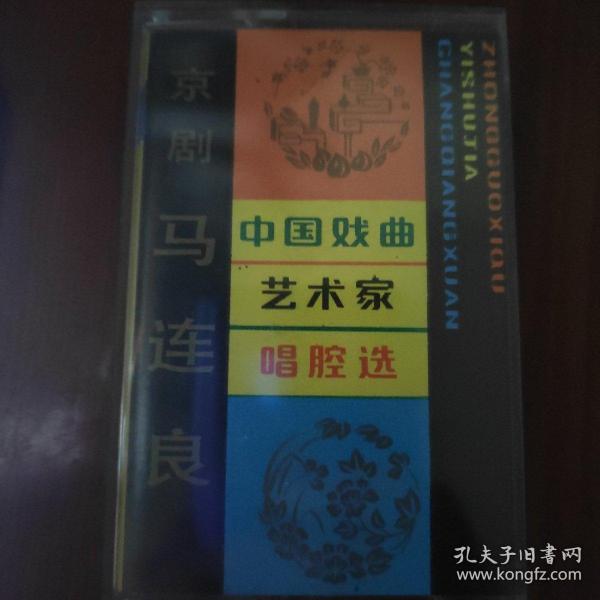 京剧
马连良
中国戏曲
艺术家
唱腔选
ZHONGGUOXIQU
YISHUJIA
CHANGQIANGXUAN
孔夫子旧書网
www.kongfz.com